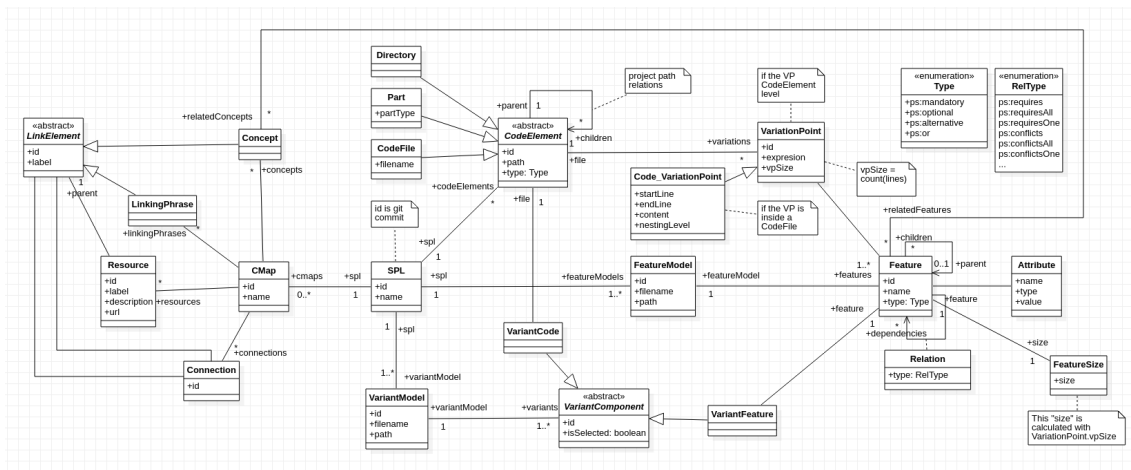 Directory
project path
relations
if the VP
CodeElement
level
«enumeration»
Type
+ps:mandatory
+ps:optional
+ps:alternative
+ps:or
«enumeration»
RelType
ps:requires
ps:requiresAll
ps:requiresOne
ps:conflicts
ps:conflictsAll
ps:conflictsOne
...
Part
+partType
+parent
1
*
+children
«abstract»
LinkElement
+id
+label
+relatedConcepts
*
Concept
*
+concepts
CodeFile
+filename
«abstract»
CodeElement
+id
+path
+type: Type
1
+file
+variations
*
VariationPoint
+id
+expresion
+vpSize
vpSize =
count(lines)
Code_VariationPoint
+startLine
+endLine
+content
+nestingLevel
if the VP is
inside a
CodeFile
1
+parent
LinkingPhrase
*
+linkingPhrases
id is git
commit
+codeElements
*
+file
1
+spl
1
+relatedFeatures
*
+children
*
0..1
+parent
Resource
+id
+label
+description
+url
*
+resources
CMap
+id
+name
+cmaps
0..*
+spl
1
SPL
+id
+name
+spl
1
+featureModels
1..*
FeatureModel
+id
+filename
+path
+featureModel
1
1..*
+features
Feature
+id
+name
+type: Type
Attribute
+name
+type
+value
+feature
1
+feature
1
*
+dependencies
*
+connections
Connection
+id
1
+spl
1..*
+variantModel
VariantCode
Relation
+type: RelType
+size
1
FeatureSize
+size
VariantModel
+id
+filename
+path
+variantModel
1
+variants
1..*
«abstract»
VariantComponent
+id
+isSelected: boolean
VariantFeature
This "size" is
calculated with
VariationPoint.vpSize